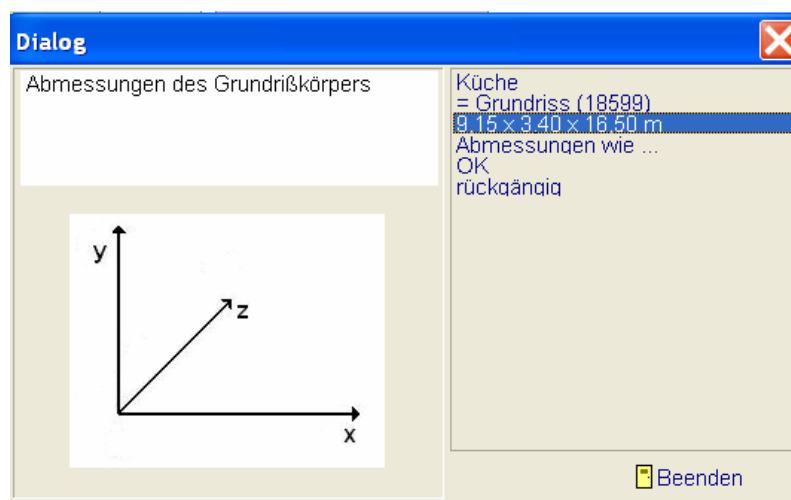 Dialog
Abmessungen des Grundrißkörpers
Küche
= Grundriss (18599)
9.15 x 3.40 x 16.50 m
Abmessungen wie ...
OK
rückgängig
y
z
x
Beenden